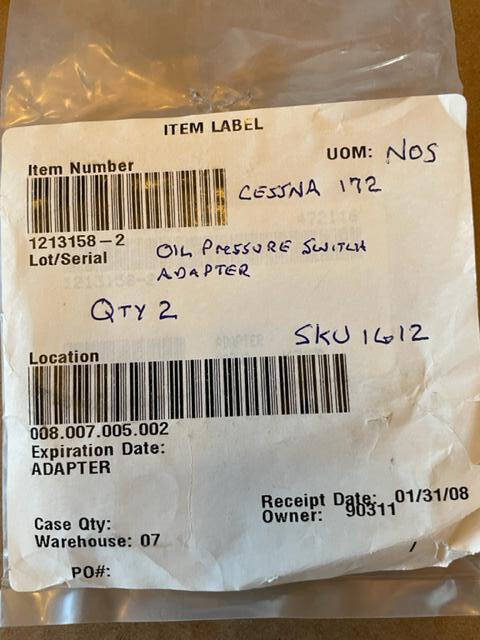 ITEM LABEL
Item Number
UOM: NOS
CESSNA 172
1213158-2
Lot/Serial
OIL PRESSURE SWITCH
ADAPTER
QTY 2
SKU 1612
Location
008.007.005.002
Expiration Date:
ADAPTER
Receipt Date: 01/31/08
Owner: 90311
Case Qty:
Warehouse: 07
/
PO#: